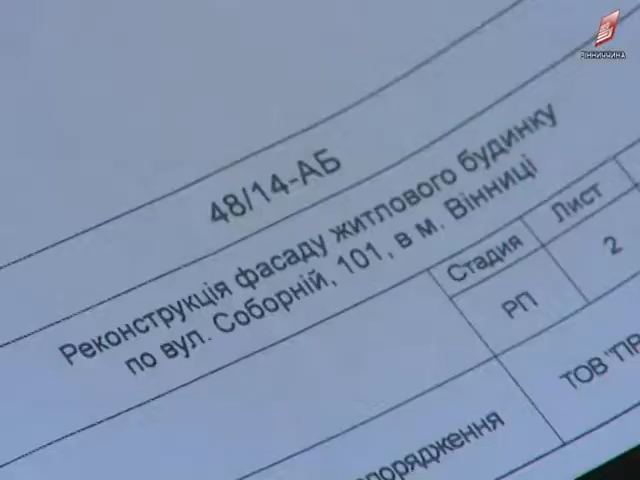 ВІННИЧЧИНА
48/14-АБ
Реконструкція фасаду житлового будинку
по вул. Соборній, 101, в м. Вінниці
Стадия
Лист
РП
2
ТОВ "ПР
порядження